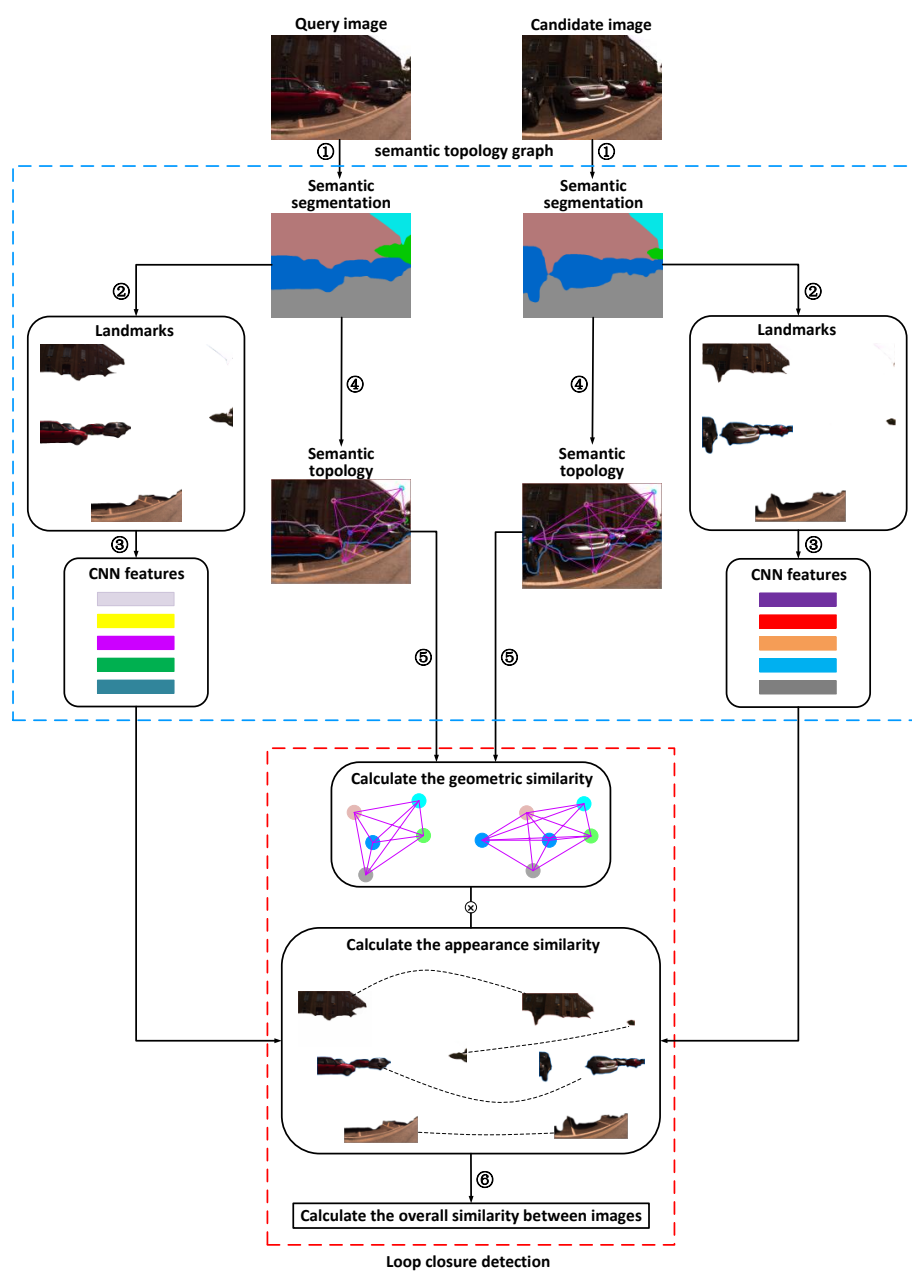 Query image
Candidate image
① ①
semantic topology graph
Semantic
segmentation
Semantic
segmentation
② ②
Landmarks
Landmarks
④ ④
Semantic
topology
Semantic
topology
③ ③
CNN features
CNN features
⑤ ⑤
Calculate the geometric similarity
×
Calculate the appearance similarity
⑥
Calculate the overall similarity between images
Loop closure detection